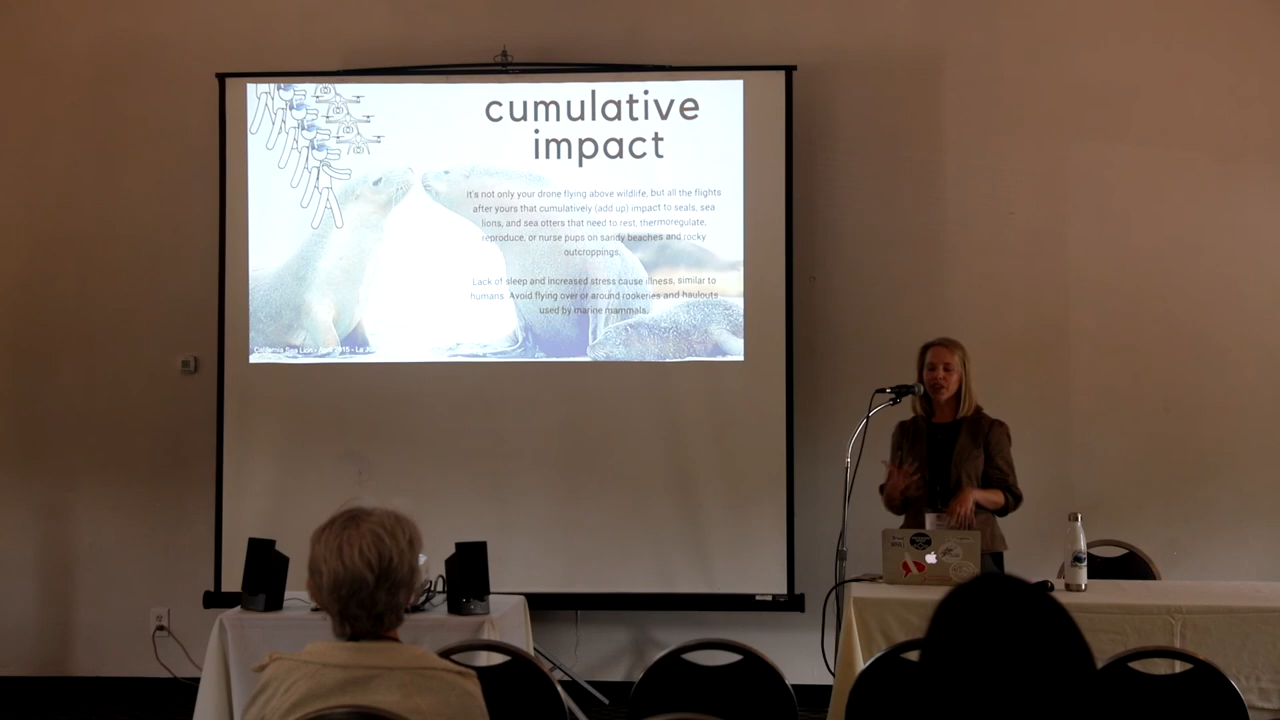 cumulative
impact
It's not only your drone flying above wildlife, but all the flights
after yours that cumulatively (add up) impact to seals, sea
lions, and sea otters that need to rest, thermoregulate,
reproduce, or nurse pups on sandy beaches and rocky
outcroppings.
Lack of sleep and increased stress cause illness, similar to
humans. Avoid flying over or around rookeries and haulouts
used by marine mammals.
California Sea Lion - April 2015 - La